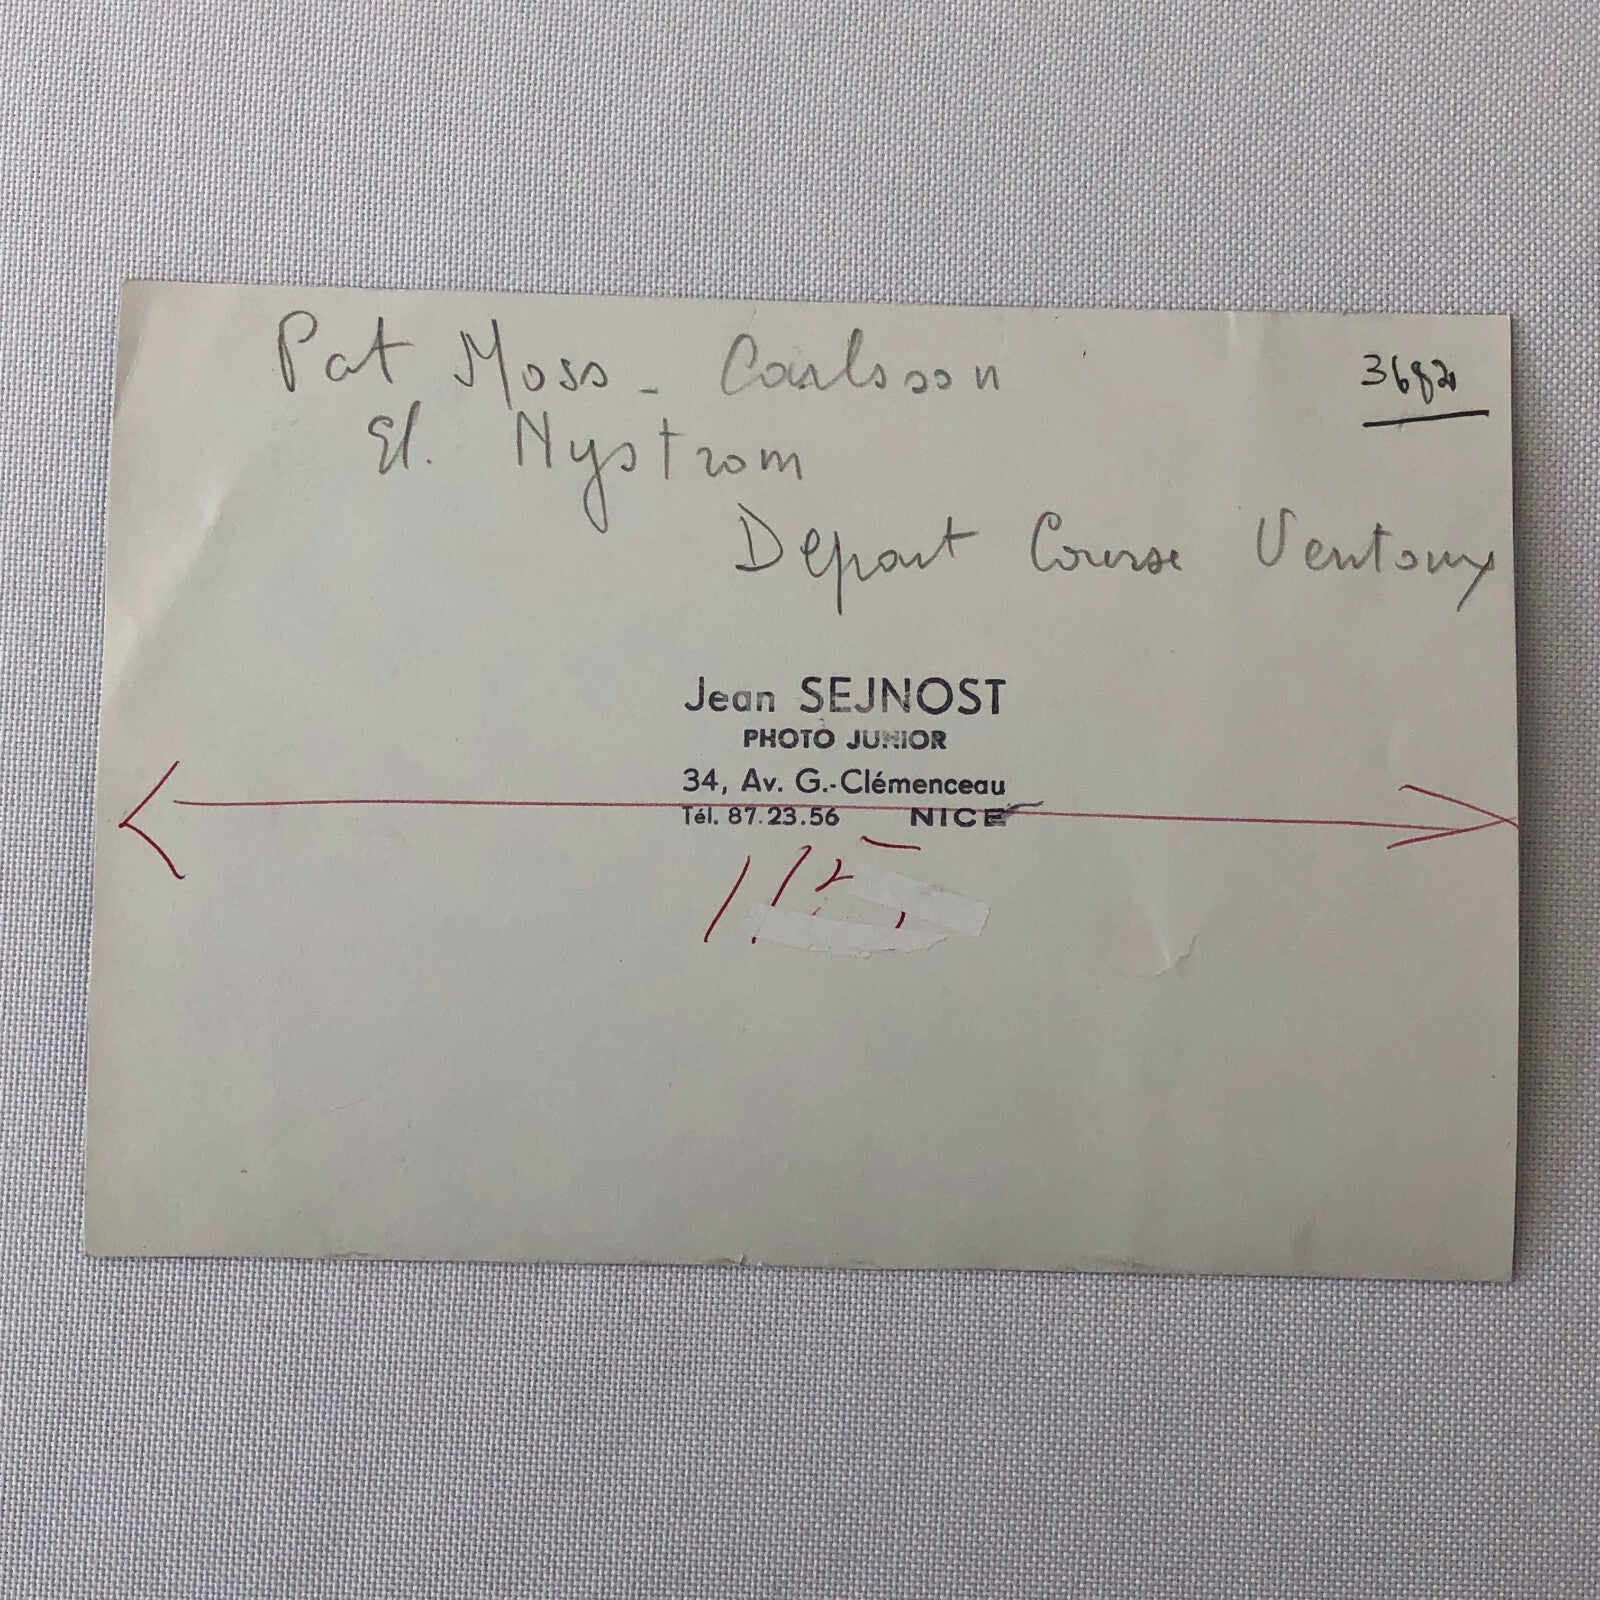 Pat Moss - Carlsson
3682
El. Nystrom
Depart Course Ventoux
Jean SEJNOST
PHOTO JUNIOR
34, Av. G.-Clémenceau
Tél. 87.23.56 NICE